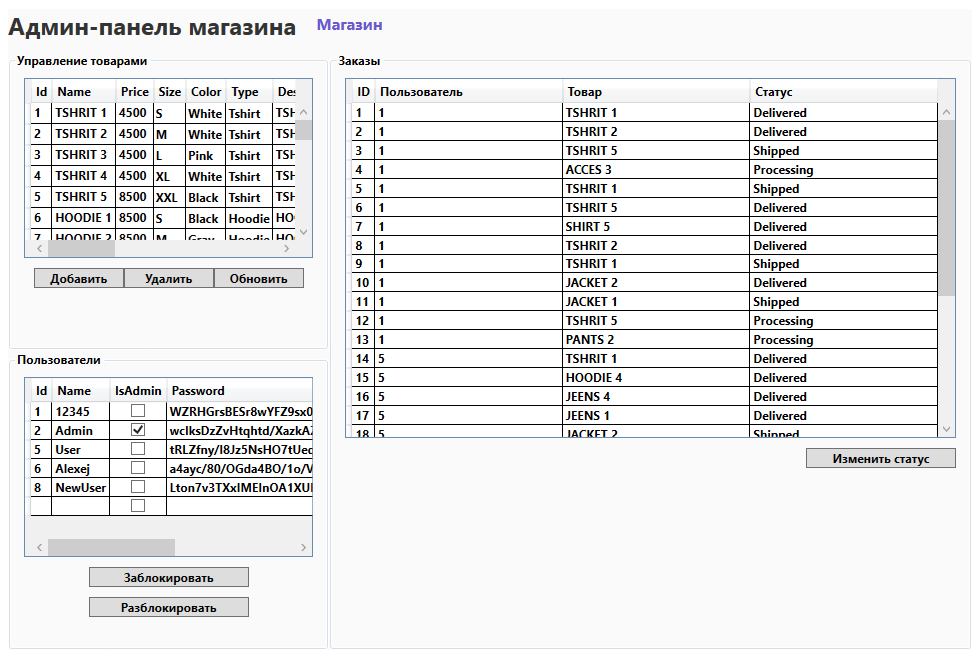 Админ-панель магазина Магазин
Управление товарами
Id Name Price Size Color Type Des
1 TSHRIT 1 4500 S White Tshirt TSH
2 TSHRIT 2 4500 M White Tshirt TSH
3 TSHRIT 3 4500 L Pink Tshirt TSH
4 TSHRIT 4 4500 XL White Tshirt TSH
5 TSHRIT 5 8500 XXL Black Tshirt TSH
6 HOODIE 1 8500 S Black Hoodie HO
7 HOODIE 2 8500 M Gray Hoodie HO
Добавить Удалить Обновить
Пользователи
Id Name IsAdmin Password
1 12345 WZRHGrsBESr8wYFZ9sx0
2 Admin
5 User
6 Alexej a4ayc/80/OGda4BO/1o/V
8 NewUser
Заблокировать
Разблокировать
Заказы
ID Пользователь Товар Статус
1 1 TSHRIT 1 Delivered
2 1 TSHRIT 2 Delivered
3 1 TSHRIT 5 Shipped
4 1 ACCES 3 Processing
5 1 TSHRIT 1 Shipped
6 1 TSHRIT 5 Delivered
7 1 SHIRT 5 Delivered
8 1 TSHRIT 2 Delivered
9 1 TSHRIT 1 Shipped
10 1 JACKET 2 Delivered
11 1 JACKET 1 Shipped
12 1 TSHRIT 5 Processing
13 1 PANTS 2 Processing
14 5 TSHRIT 1 Delivered
15 5 HOODIE 4 Delivered
16 5 JEENS 4 Delivered
17 5 JEENS 1 Delivered
18 5 JACKET 2 Shipped
Изменить статус